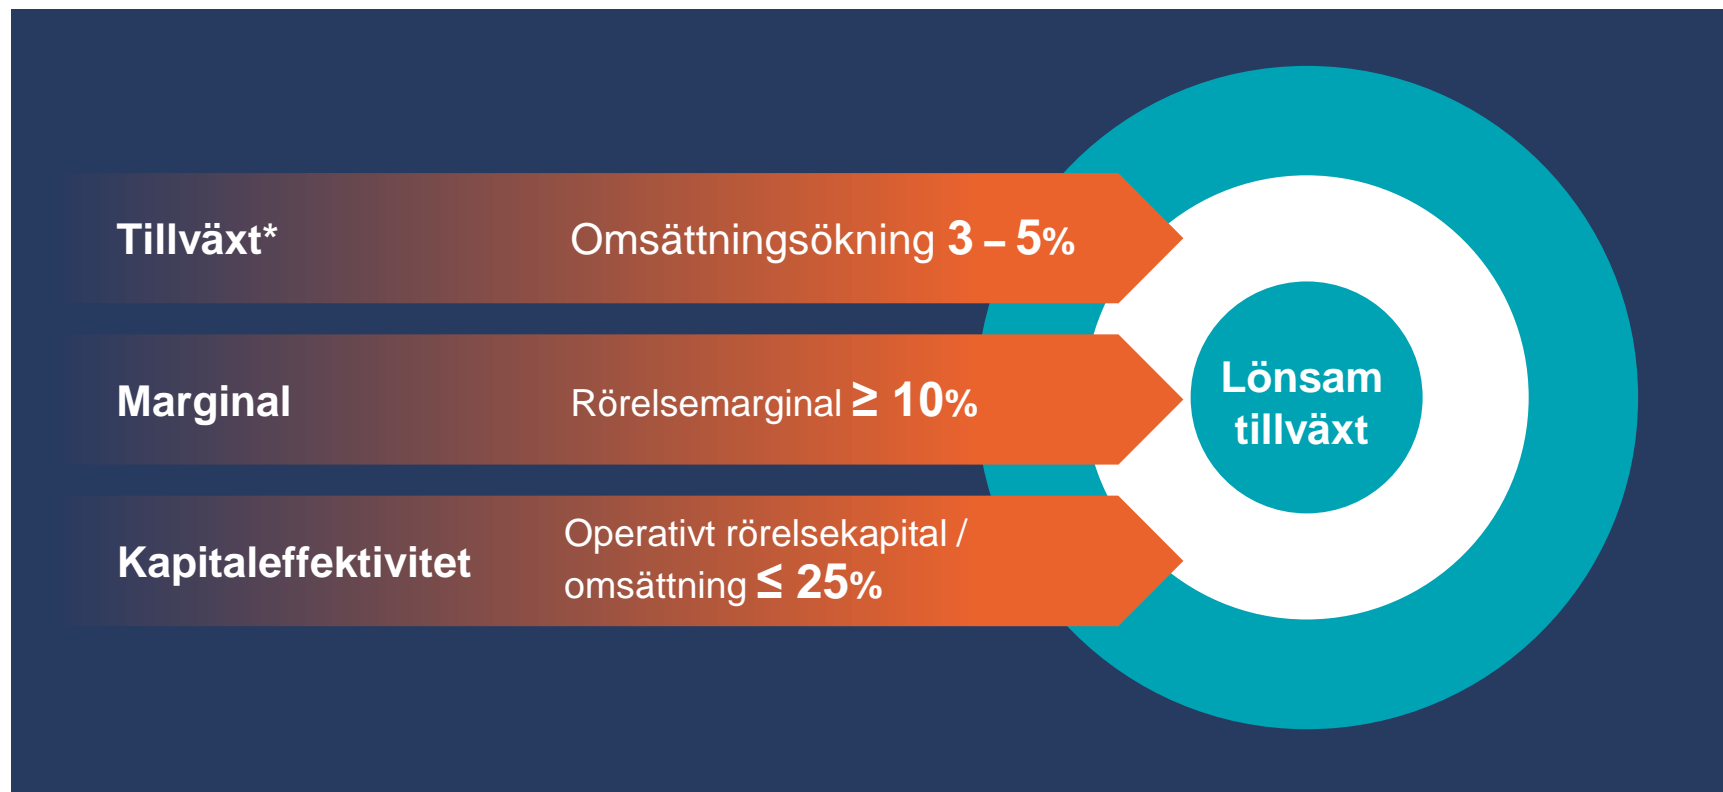 Tillväxt*
Omsättningsökning 3 – 5%
Marginal
Rörelsemarginal ≥ 10%
Kapitaleffektivitet
Operativt rörelsekapital /
omsättning ≤ 25%
Lönsam
tillväxt